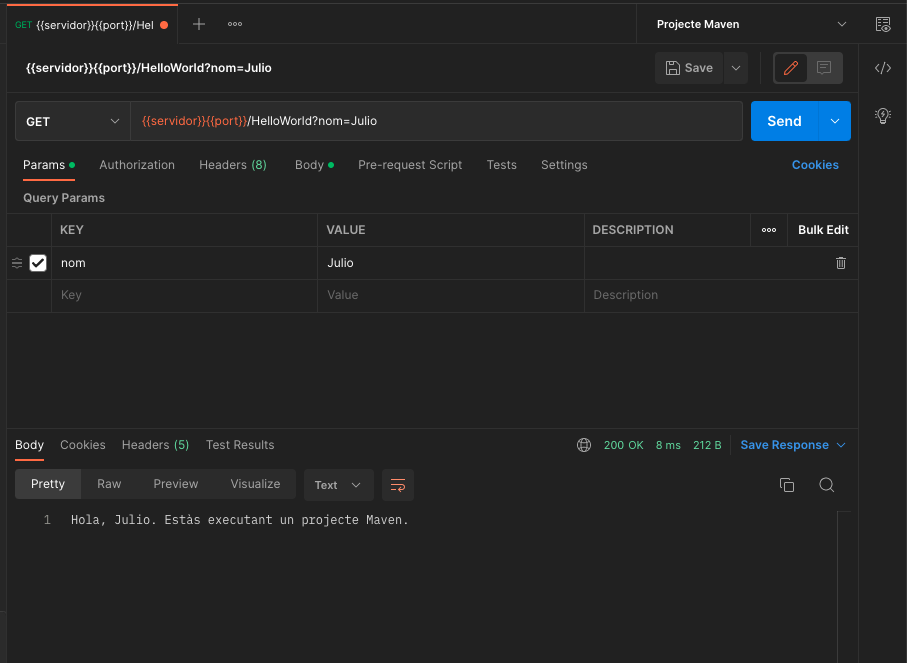 GET {{servidor}}{{port}}/Hel
Projecte Maven
{{servidor}}{{port}}/HelloWorld?nom=Julio
Save
GET {{servidor}}{{port}}/HelloWorld?nom=Julio Send
Params Authorization Headers (8) Body Pre-request Script Tests Settings Cookies
Query Params
KEY VALUE DESCRIPTION Bulk Edit
nom Julio
Key Value Description
Body Cookies Headers (5) Test Results 200 OK 8 ms 212 B Save Response
Pretty Raw Preview Visualize Text
1 Hola, Julio. Estàs executant un projecte Maven.